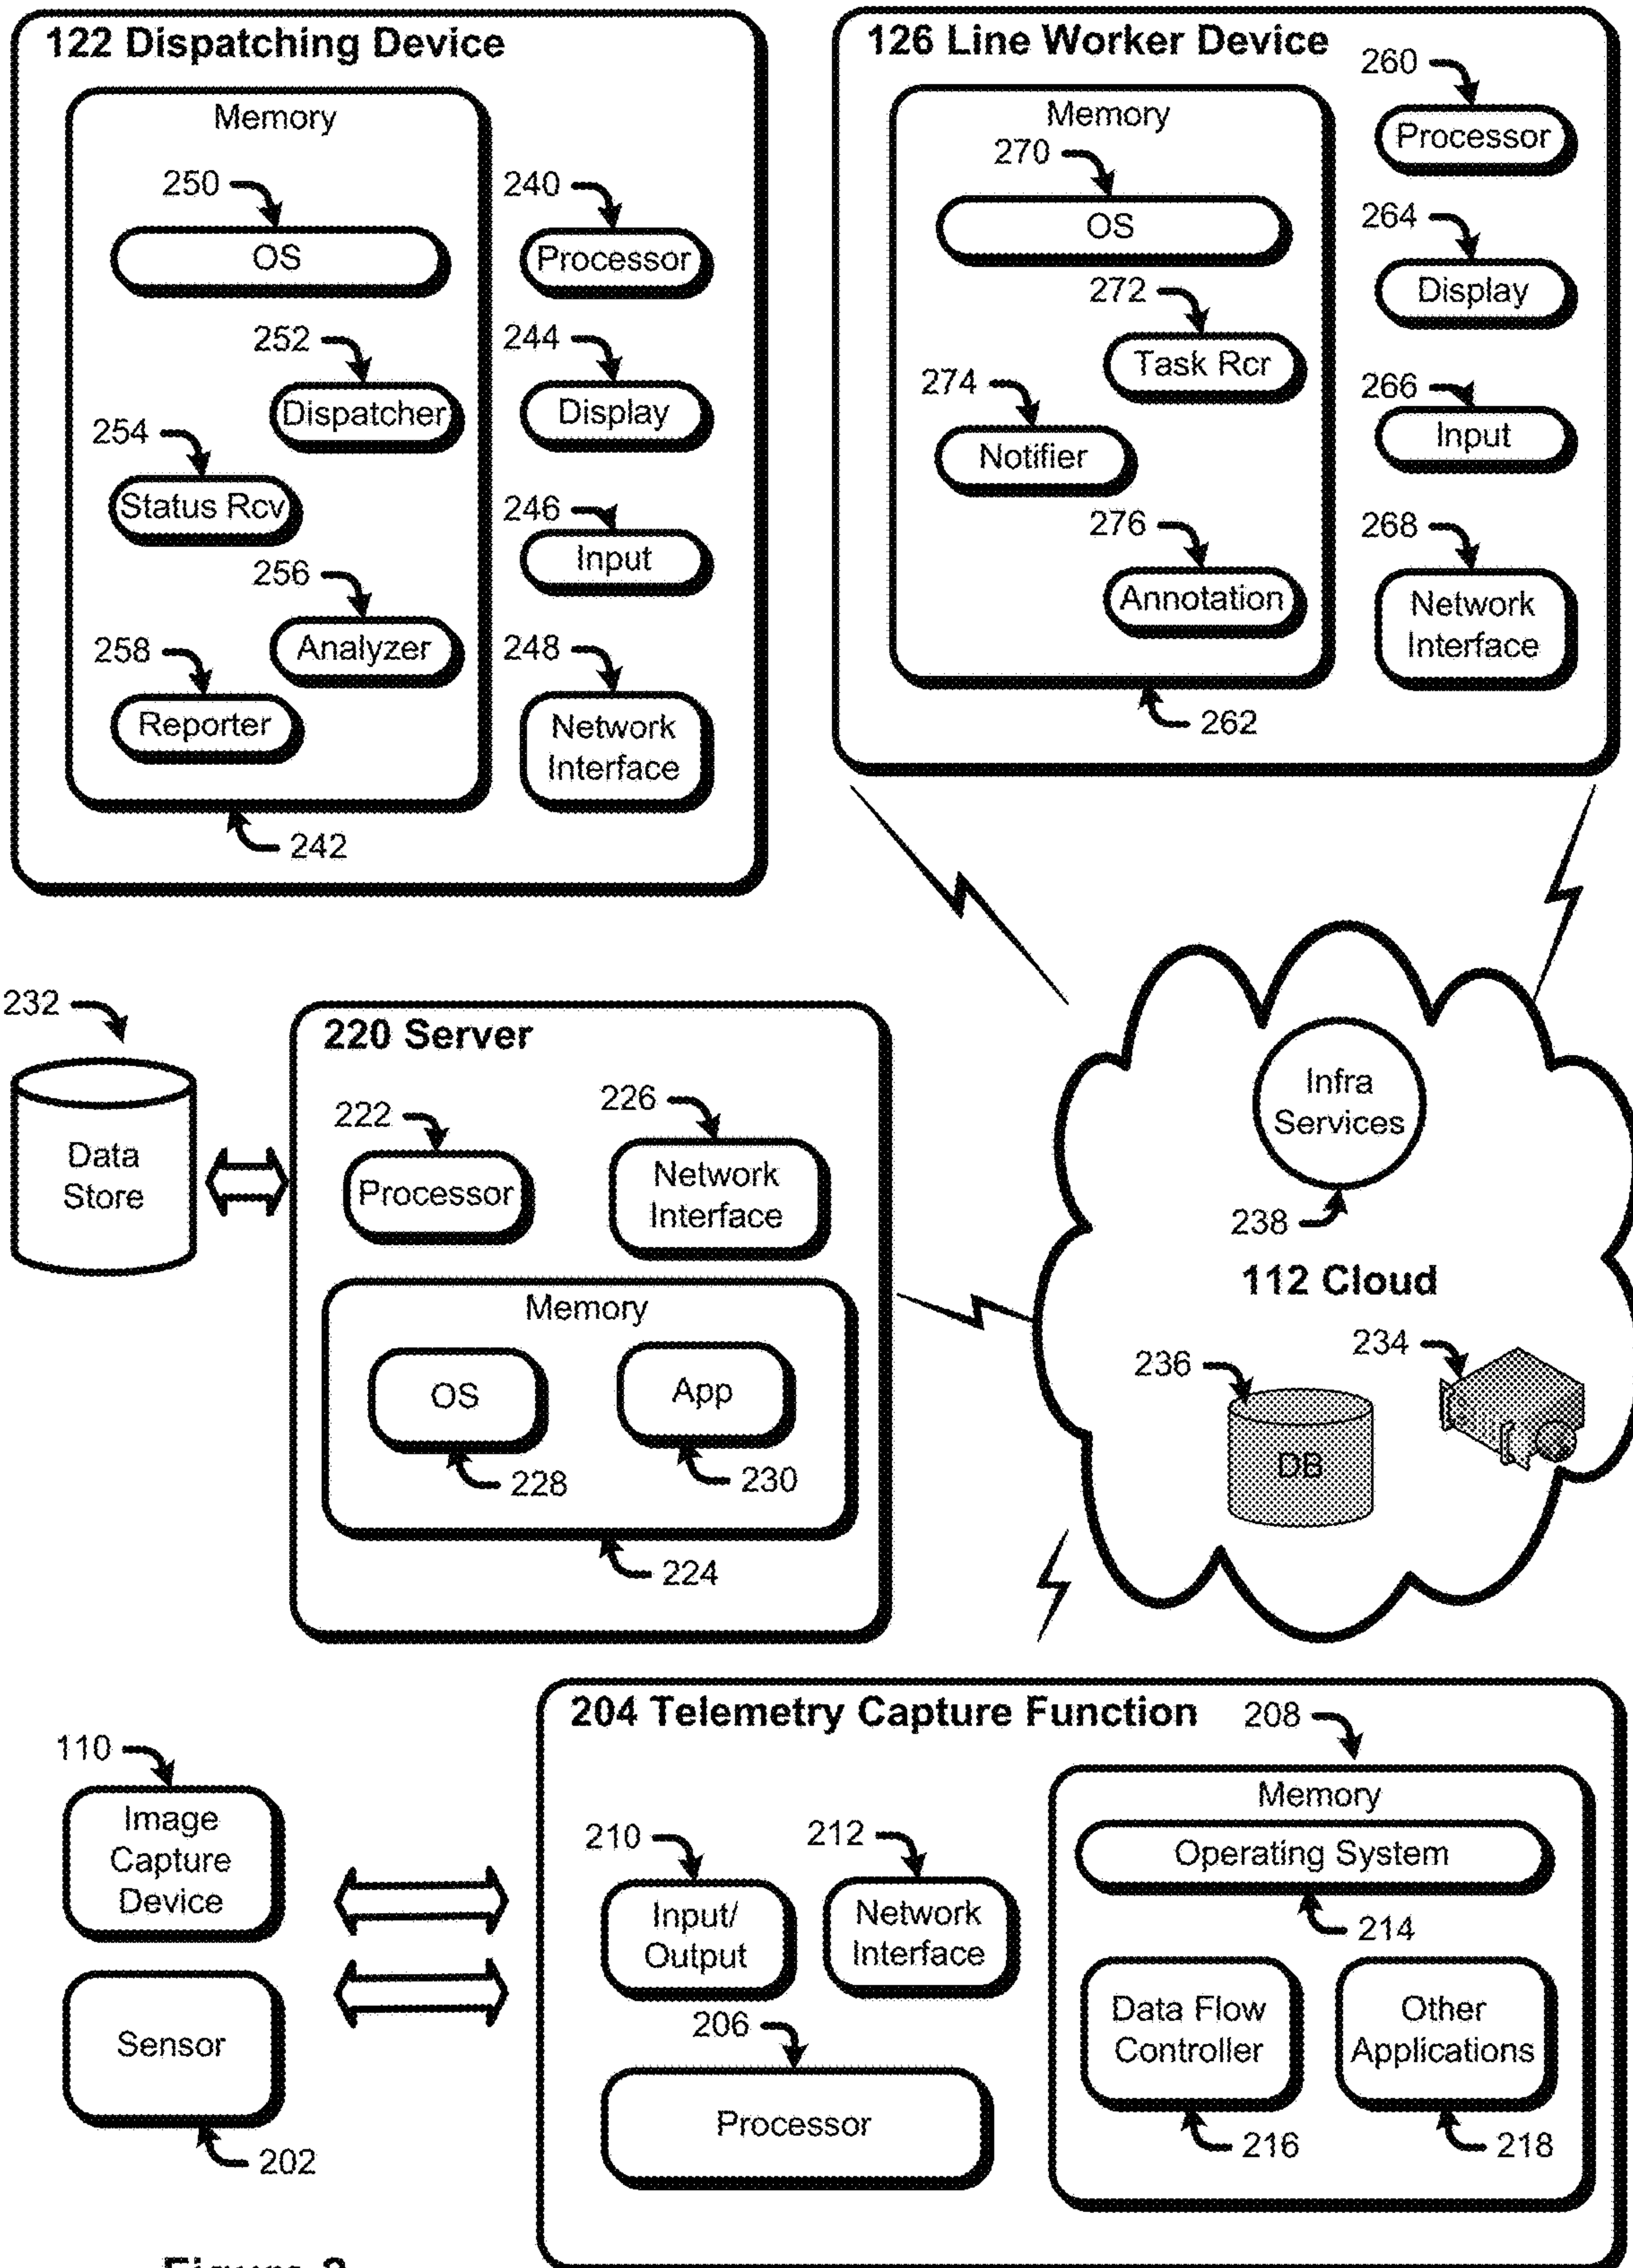 122 Dispatching Device
Memory
250
OS
252
Dispatcher
254
Status Rcv
256
Analyzer
258
Reporter
242
240
Processor
244
Display
246
Input
248
Network
Interface
126 Line Worker Device
Memory
270
OS
272
Task Rcr
274
Notifier
276
Annotation
262
260
Processor
264
Display
266
Input
268
Network
Interface
232
Data
Store
220 Server
222
Processor
226
Network
Interface
Memory
OS
228
App
230
224
Infra
Services
238
112 Cloud
236
DB
234
110
Image
Capture
Device
Sensor
202
204 Telemetry Capture Function
208
210
Input/
Output
212
Network
Interface
206
Processor
Memory
Operating System
214
Data Flow
Controller
216
Other
Applications
218